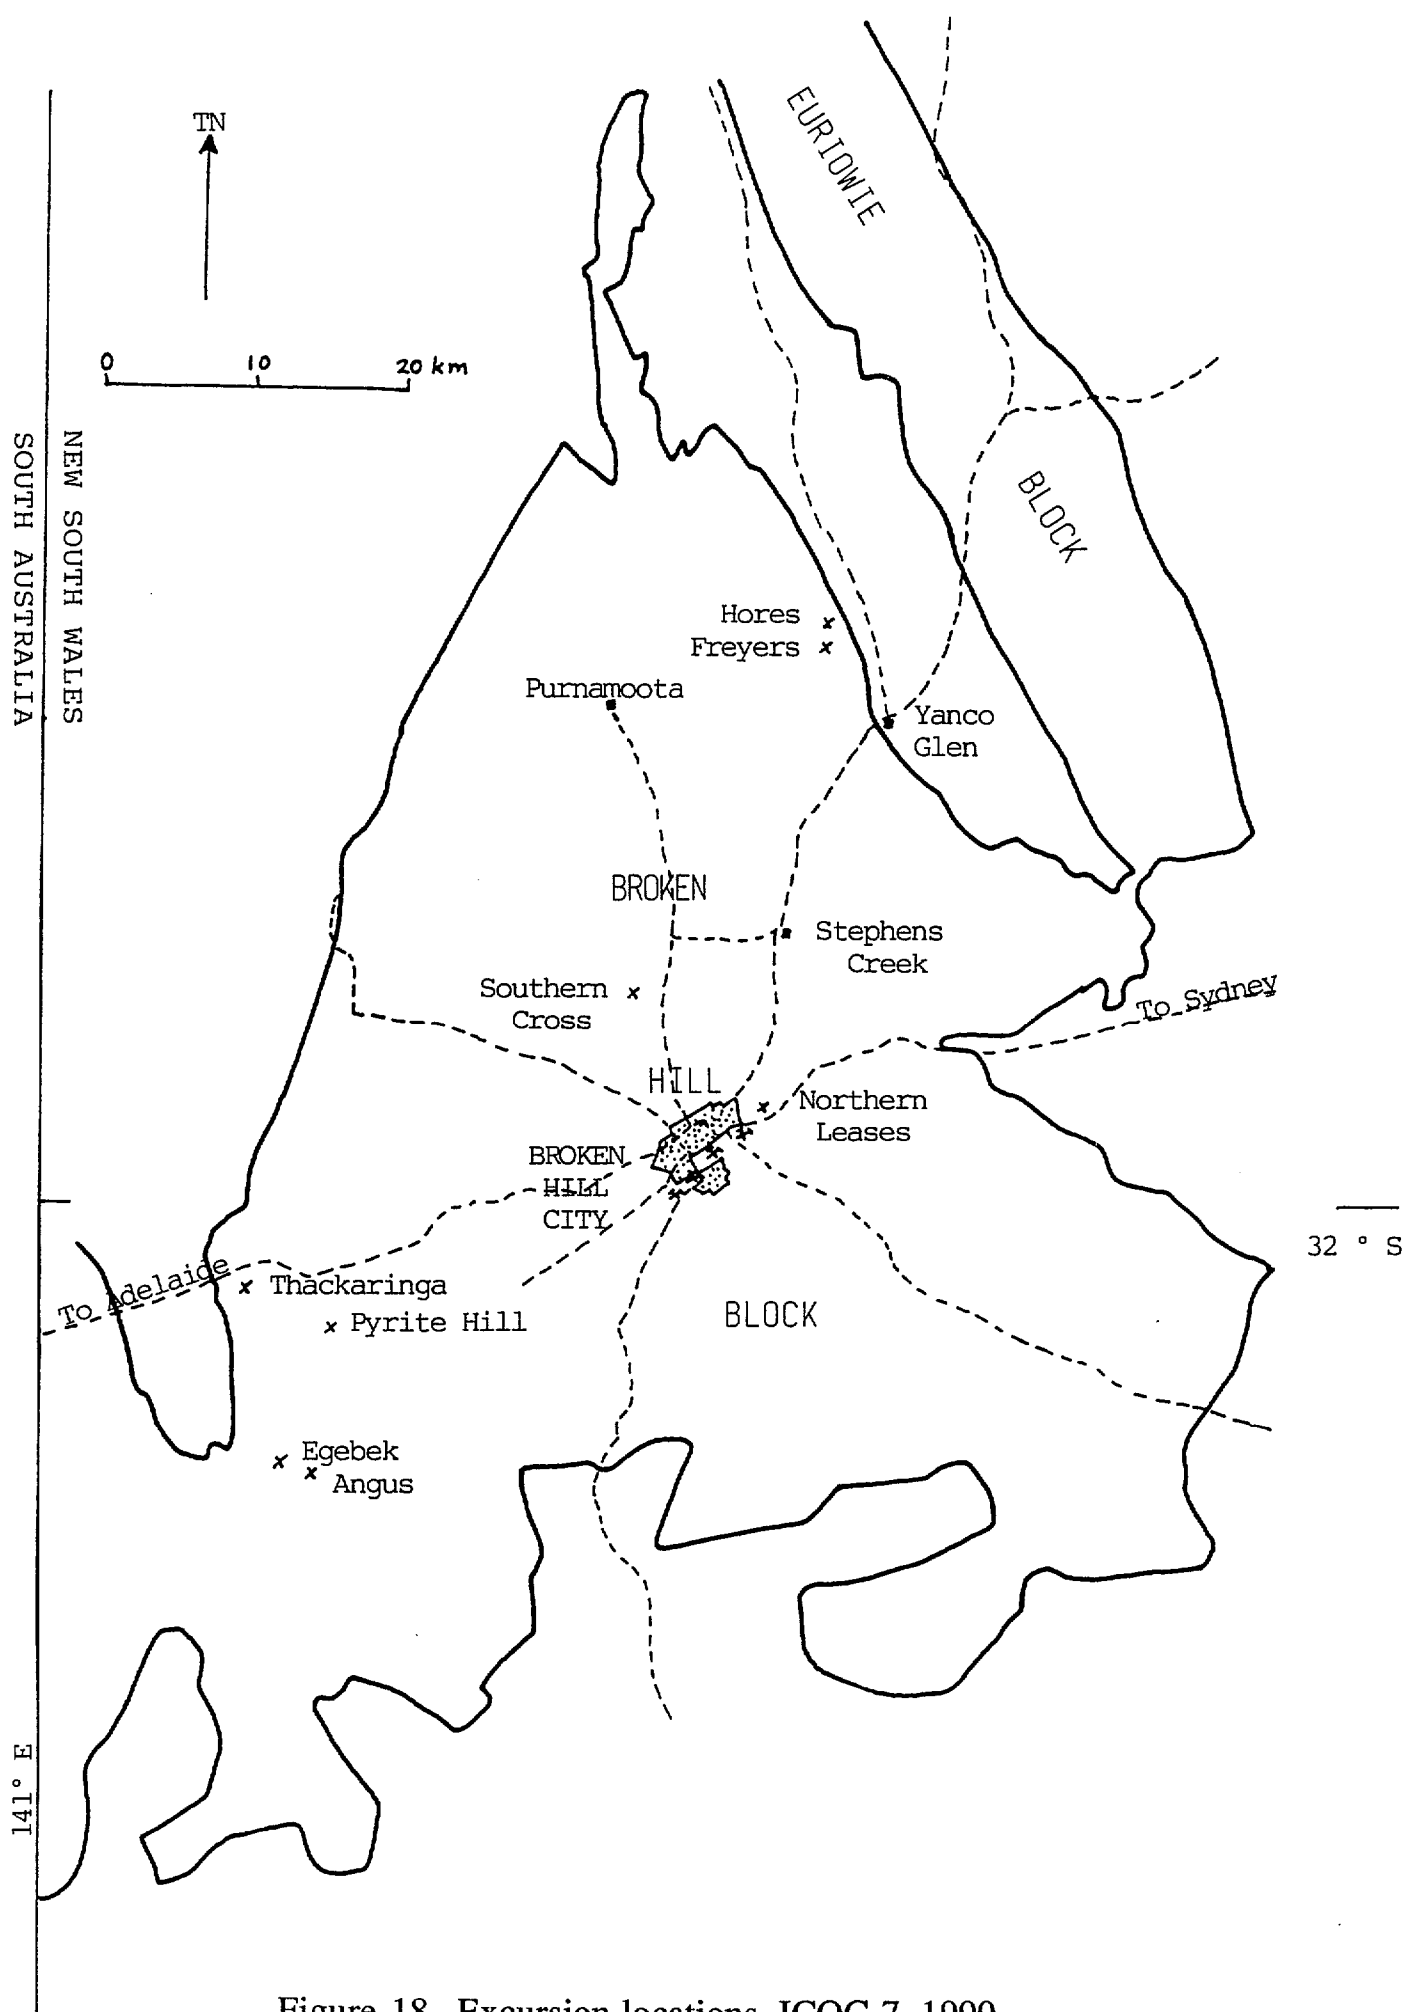 TN
EURIOWIE
BLOCK
0 10 20 km
NEW SOUTH WALES
SOUTH AUSTRALIA
Hores
Freyers
Purnamoota
Yanco
Glen
BROKEN
Stephens
Creek
Southern
Cross
To Sydney
HILL
Northern
Leases
BROKEN
HILL
CITY
32 ° S
To Adelaide
Thackaringa
Pyrite Hill
BLOCK
Egebek
Angus
141° E
Figure 18. Excursion locations, ICOG 7, 1990